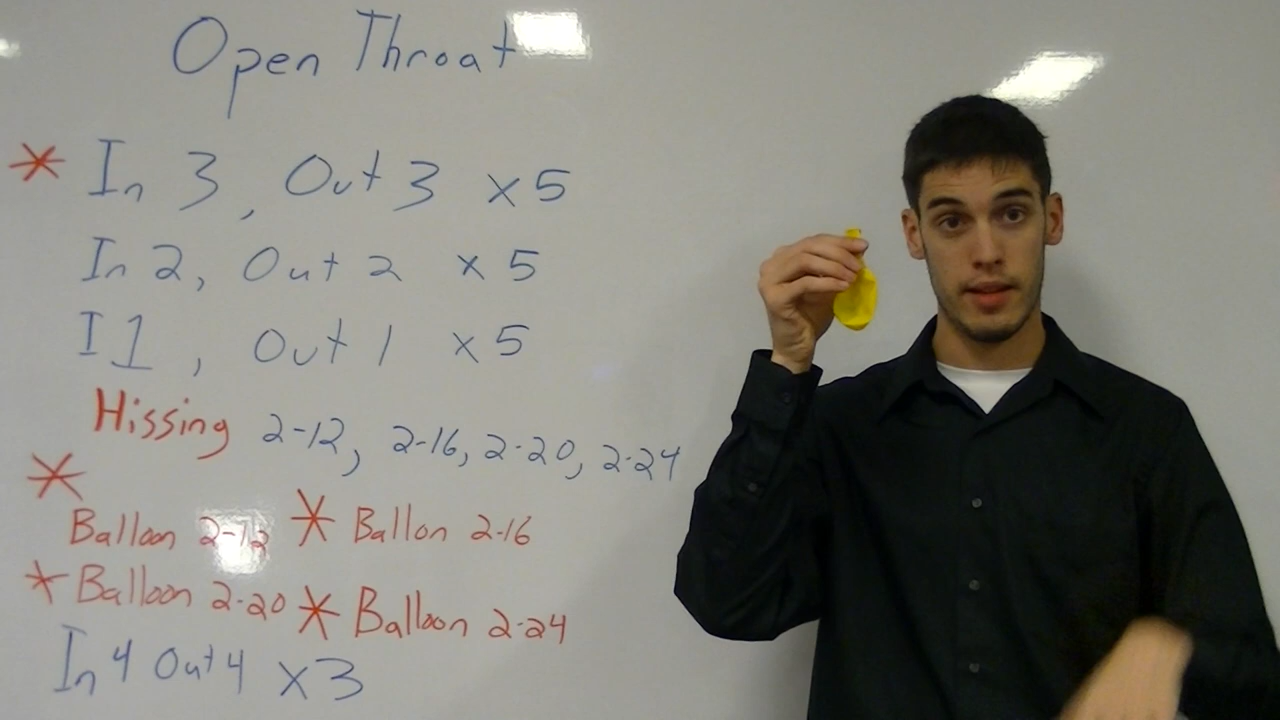 Open Throat
* In 3, Out 3 x5
In 2, Out 2 x5
I 1, Out 1 x5
Hissing 2-12, 2-16, 2-20, 2-24
* Balloon 2-12 * Ballon 2-16
* Balloon 2-20 * Balloon 2-24
In 4 Out 4 x3